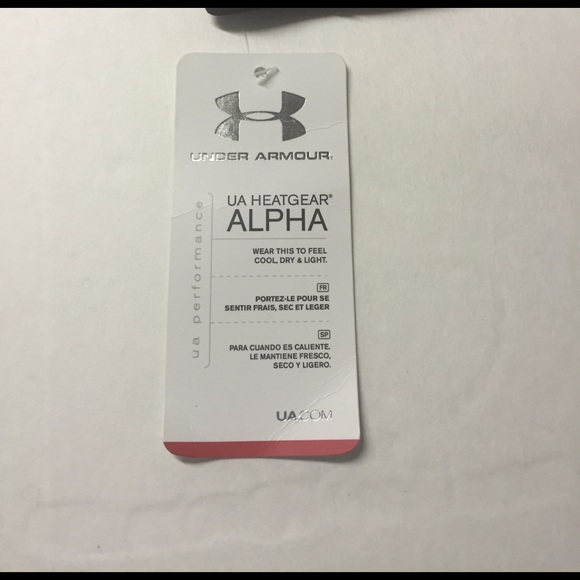 UNDER ARMOUR.
ua performance
UA HEATGEAR®
ALPHA
WEAR THIS TO FEEL
COOL, DRY & LIGHT.
FR
PORTEZ-LE POUR SE
SENTIR FRAIS, SEC ET LEGER
SP
PARA CUANDO ES CALIENTE.
LE MANTIENE FRESCO,
SECO Y LIGERO.
UA.COM